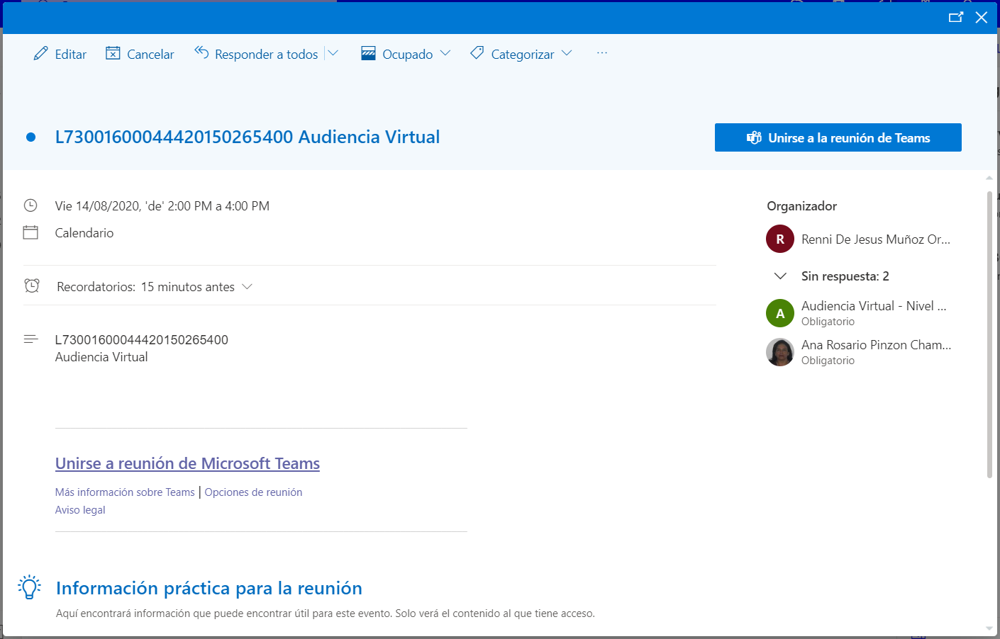 Editar
Cancelar
Responder a todos
Ocupado
Categorizar
...
L73001600044420150265400 Audiencia Virtual
Unirse a la reunión de Teams
Vie 14/08/2020, 'de' 2:00 PM a 4:00 PM
Calendario
Recordatorios: 15 minutos antes
L73001600044420150265400
Audiencia Virtual
Unirse a reunión de Microsoft Teams
Más información sobre Teams | Opciones de reunión
Aviso legal
Información práctica para la reunión
Aquí encontrará información que puede encontrar útil para este evento. Solo verá el contenido al que tiene acceso.
Organizador
R
Renni De Jesus Muñoz Or...
Sin respuesta: 2
A
Audiencia Virtual - Nivel ...
Obligatorio
Ana Rosario Pinzon Cham...
Obligatorio